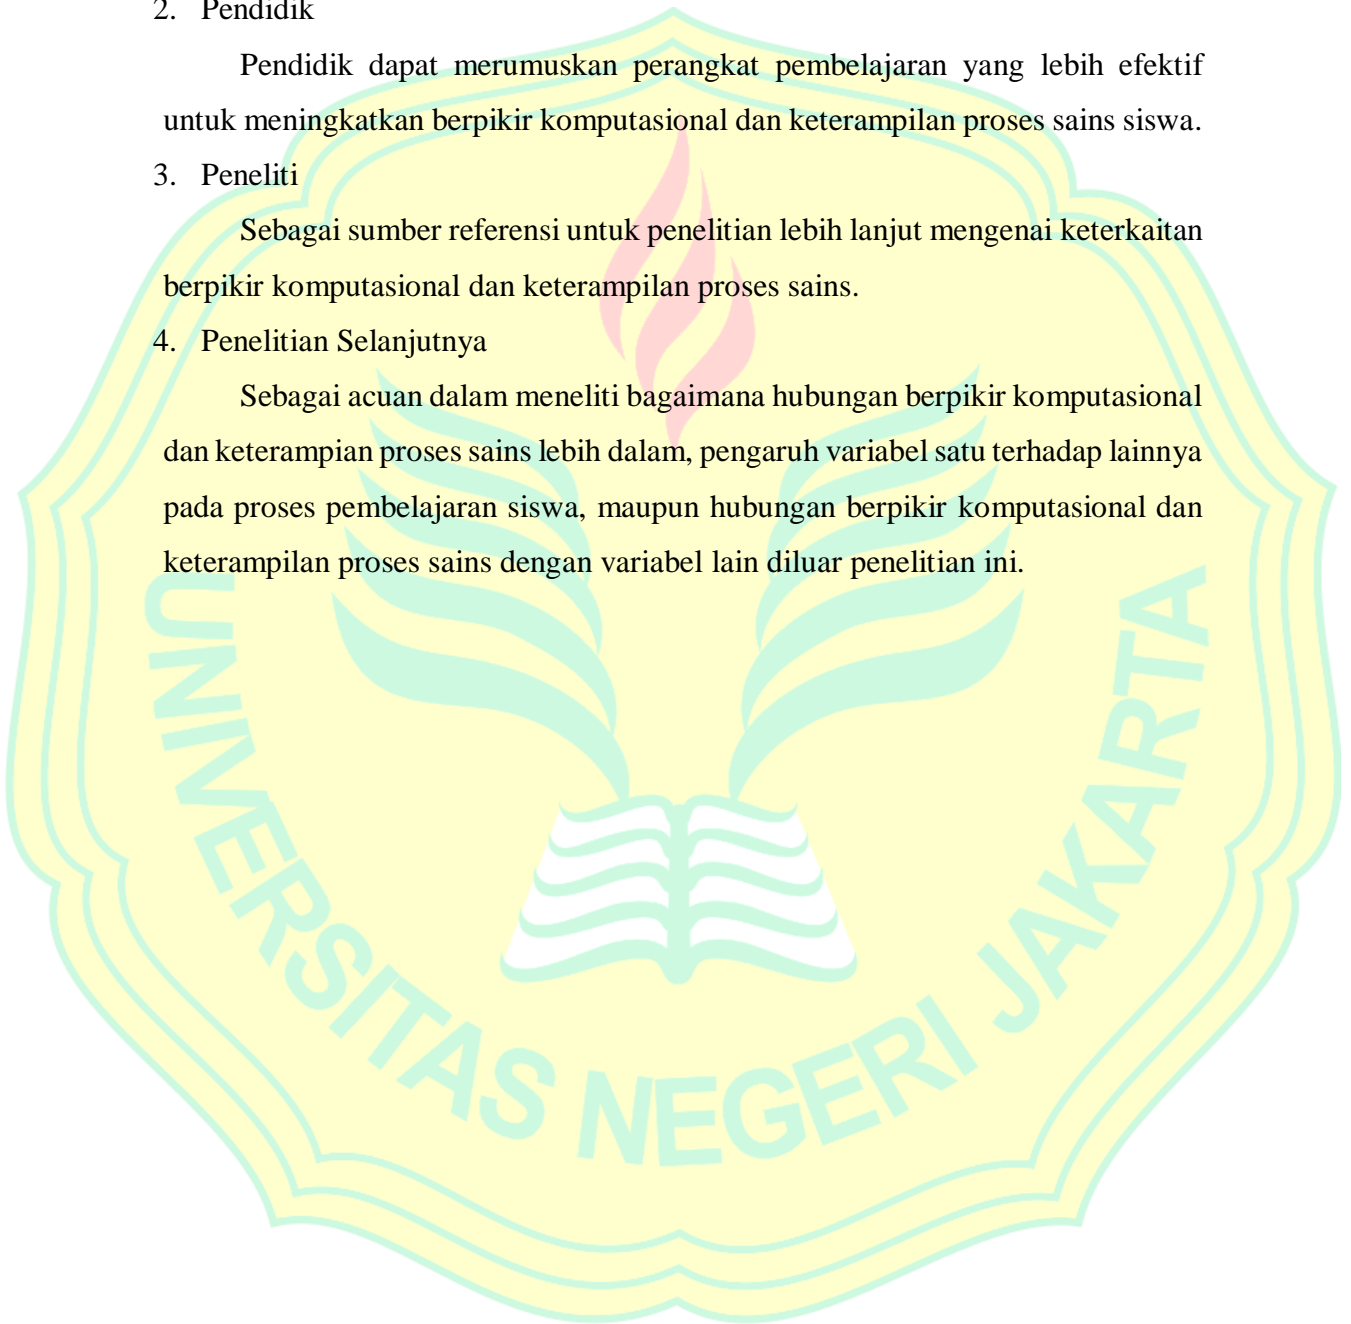 2. Pendidik
Pendidik dapat merumuskan perangkat pembelajaran yang lebih efektif
untuk meningkatkan berpikir komputasional dan keterampilan proses sains siswa.
3. Peneliti
Sebagai sumber referensi untuk penelitian lebih lanjut mengenai keterkaitan
berpikir komputasional dan keterampilan proses sains.
4. Penelitian Selanjutnya
Sebagai acuan dalam meneliti bagaimana hubungan berpikir komputasional
dan keterampian proses sains lebih dalam, pengaruh variabel satu terhadap lainnya
pada proses pembelajaran siswa, maupun hubungan berpikir komputasional dan
keterampilan proses sains dengan variabel lain diluar penelitian ini.
UNIVERSITAS NEGERI JAKARTA